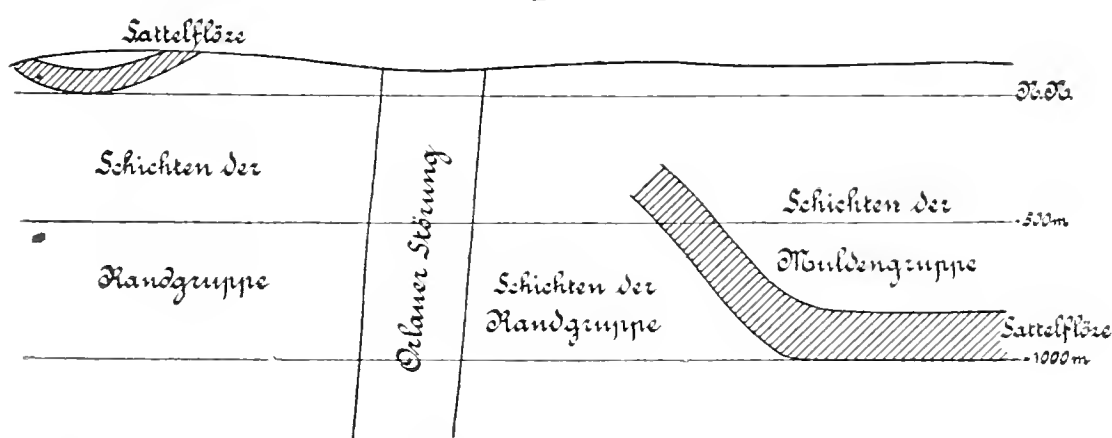 Sattelflöze
N.N.
Schichten der
Randgruppe
Orlauer Störung
Schichten der
Randgruppe
Schichten der
Muldengruppe
-500m
Sattelflöze
-1000m